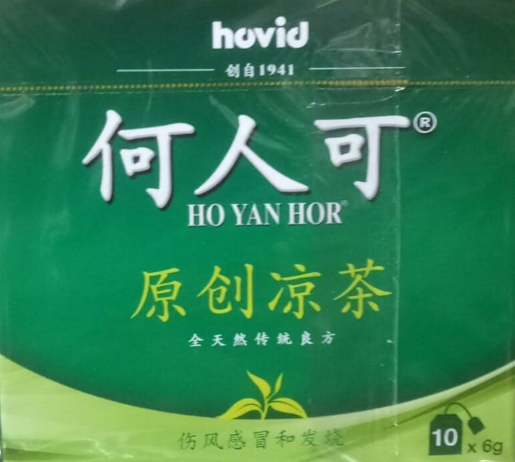 hovid
创自1941
何人可®
HO YAN HOR®
原创凉茶
全天然传统良方
伤风感冒和发烧
10 x 6g